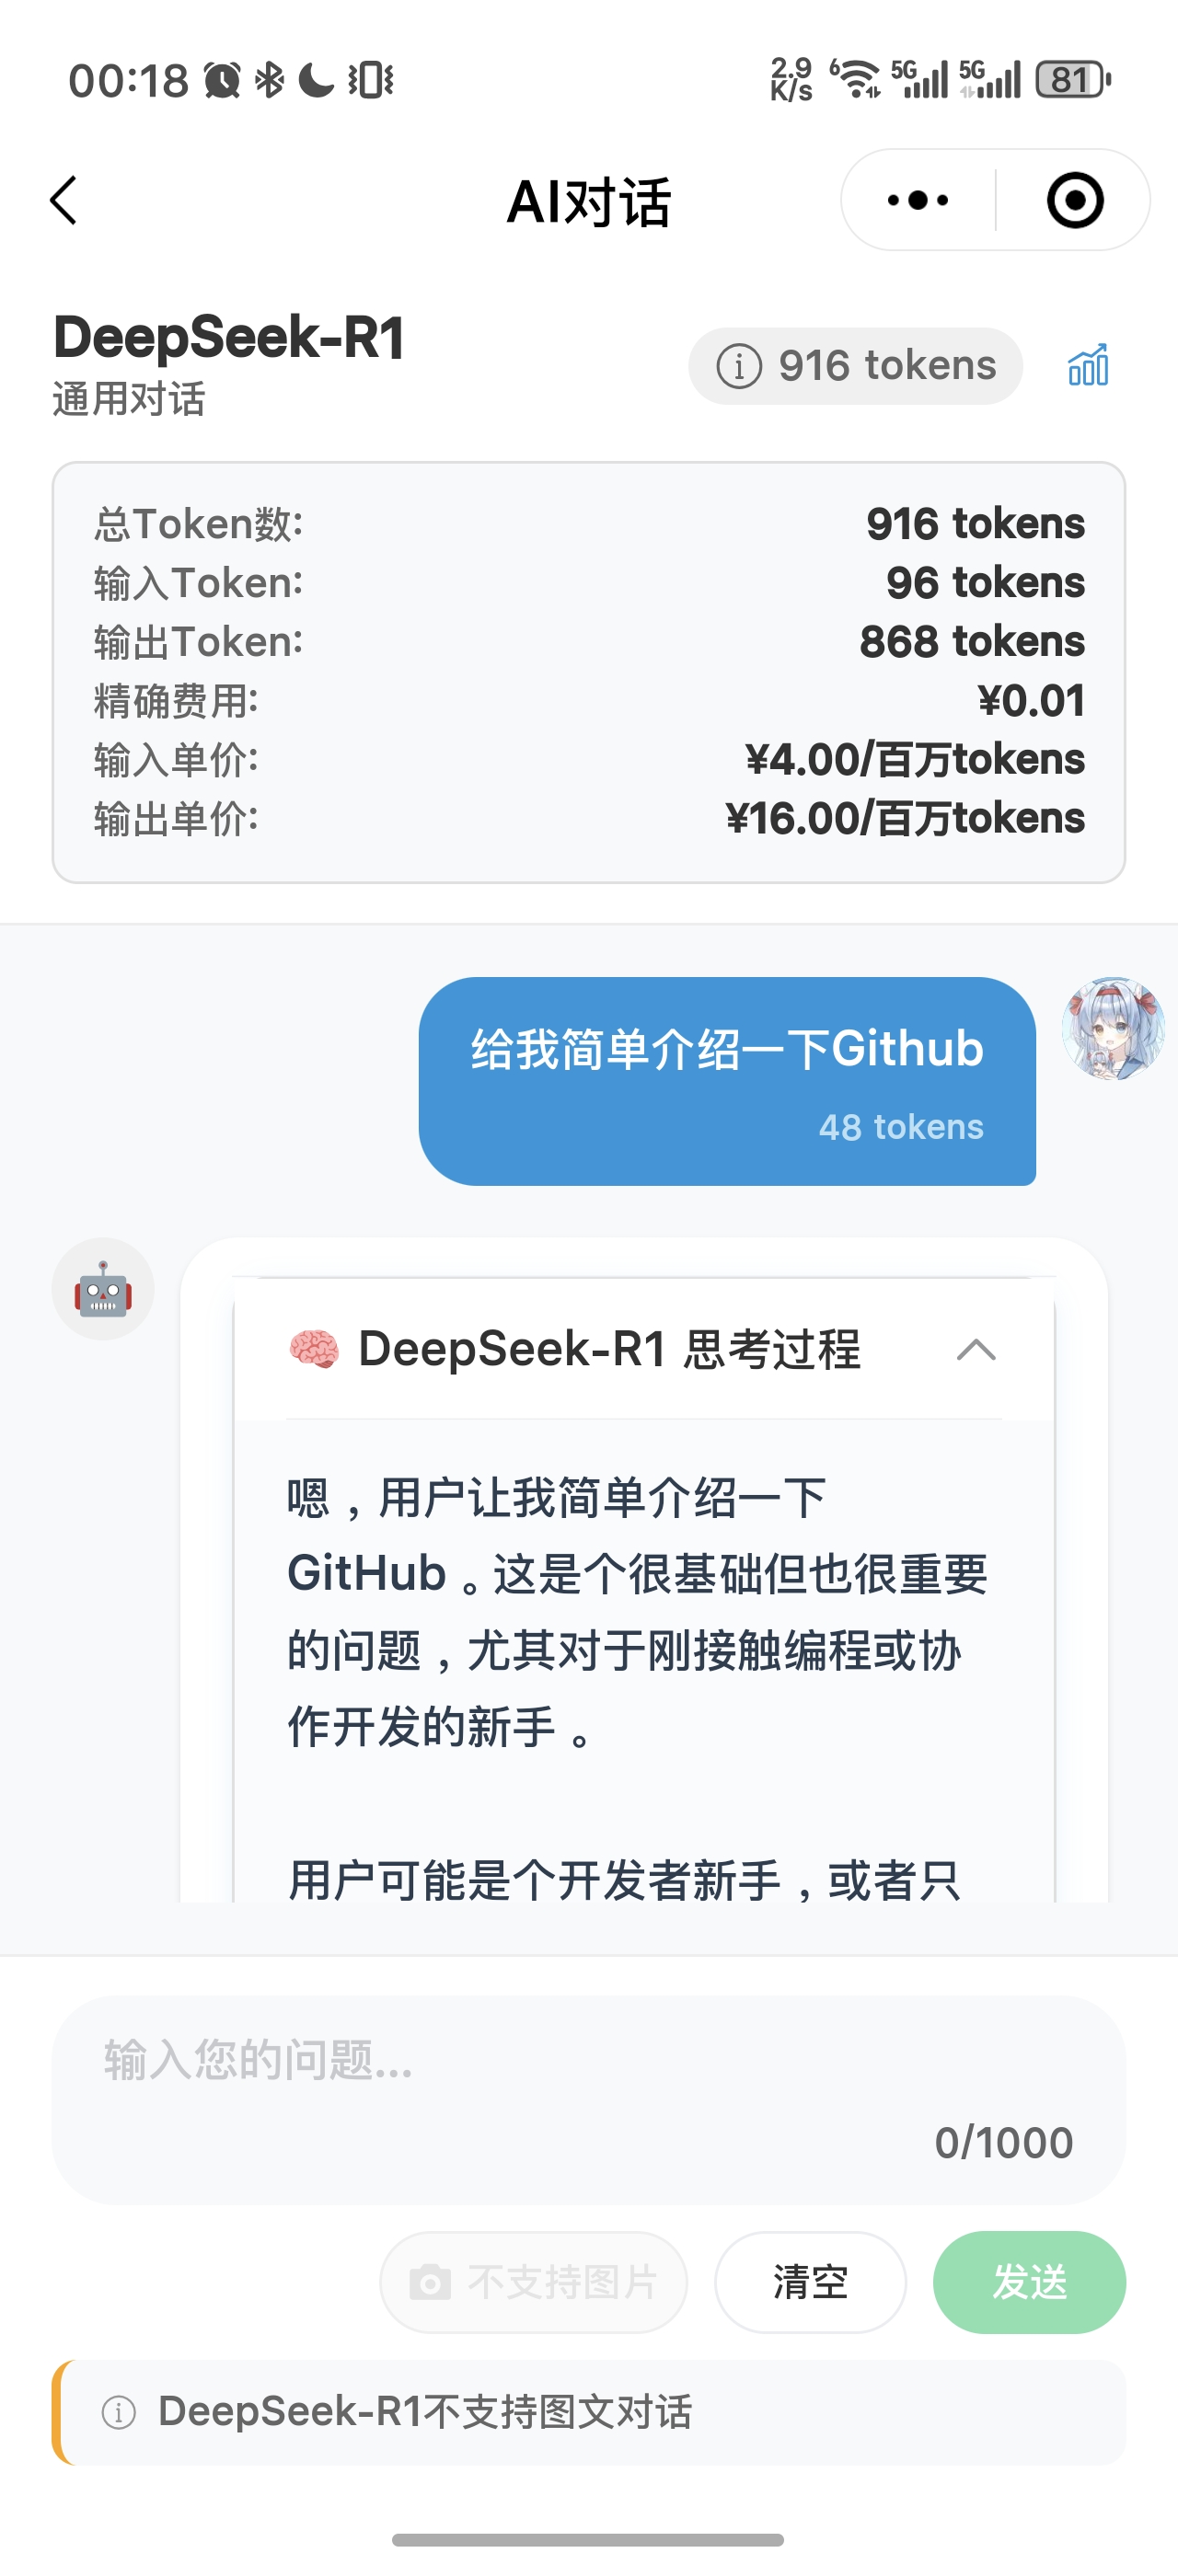 00:18
2.9 K/s 6 5G 5G 81
AI对话
DeepSeek-R1
通用对话
916 tokens
总Token数: 916 tokens
输入Token: 96 tokens
输出Token: 868 tokens
精确费用: ¥0.01
输入单价: ¥4.00/百万tokens
输出单价: ¥16.00/百万tokens
给我简单介绍一下Github
48 tokens
DeepSeek-R1 思考过程
嗯，用户让我简单介绍一下
GitHub。这是个很基础但也很重要
的问题，尤其对于刚接触编程或协
作开发的新手。
用户可能是个开发者新手，或者只
输入您的问题...
0/1000
不支持图片
清空
发送
DeepSeek-R1不支持图文对话